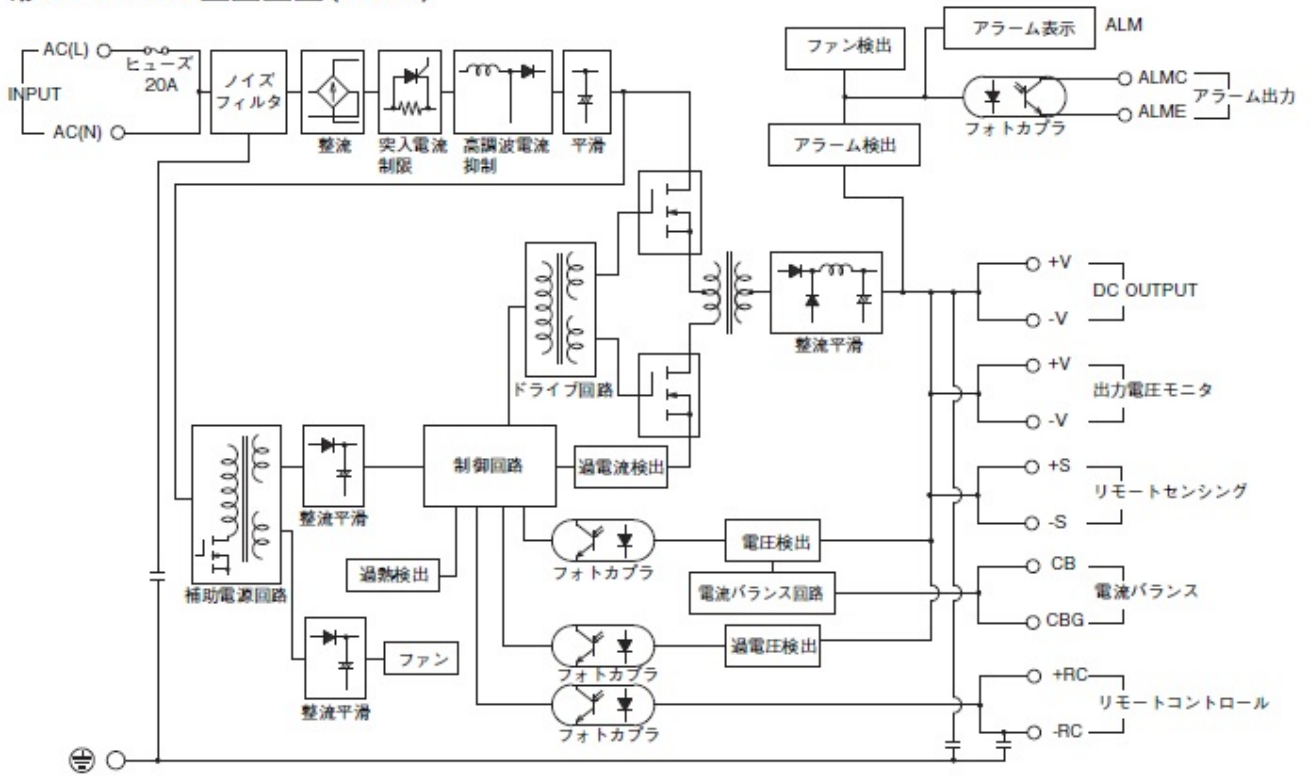 アラーム表示 ALM
ファン検出
AC(L)
ヒューズ
20A
INPUT
AC(N)
ノイズ
フィルタ
整流
突入電流
制限
高調波電流
抑制
平滑
ALMC
ALME
アラーム出力
フォトカプラ
アラーム検出
+V
-V
DC OUTPUT
整流平滑
ドライブ回路
+V
-V
出力電圧モニタ
制御回路
過電流検出
整流平滑
+S
-S
リモートセンシング
フォトカプラ
電圧検出
過熱検出
補助電源回路
電流バランス回路
CB
CBG
電流バランス
ファン
整流平滑
フォトカプラ
過電圧検出
フォトカプラ
+RC
-RC
リモートコントロール